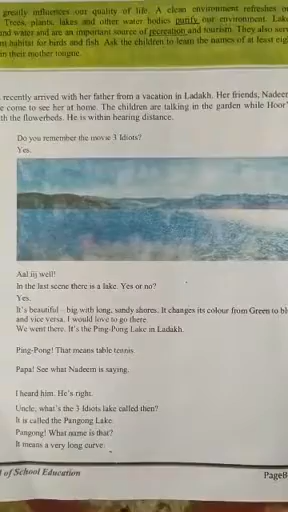 greatly influences our quality of life. A clean environment refreshes
Trees, plants, lakes and other water bodies purify our environment. Lak
and water and are an important source of recreation and tourism. They also ser
habitat for birds and fish. Ask the children to learn the names of at least
in their mother tongue.
recently arrived with her father from a vacation in Ladakh. Her friends, Nadeer
come to see her at home. The children are talking in the garden while Hoor'
th the flowerbeds. He is within hearing distance.
Do you remember the movie 3 Idiots?
Yes.
Aal iij well!
In the last scene there is a lake. Yes or no?
Yes.
It's beautiful – big with long, sandy shores. It changes its colour from Green to bl
and vice versa. I would love to go there.
We went there. It's the Ping-Pong Lake in Ladakh.
Ping-Pong! That means table tennis.
Papa! See what Nadeem is saying.
I heard him. He's right.
Uncle, what's the 3 Idiots lake called then?
It is called the Pangong Lake.
Pangong! What name is that?
It means a very long curve.
of School Education
Page8